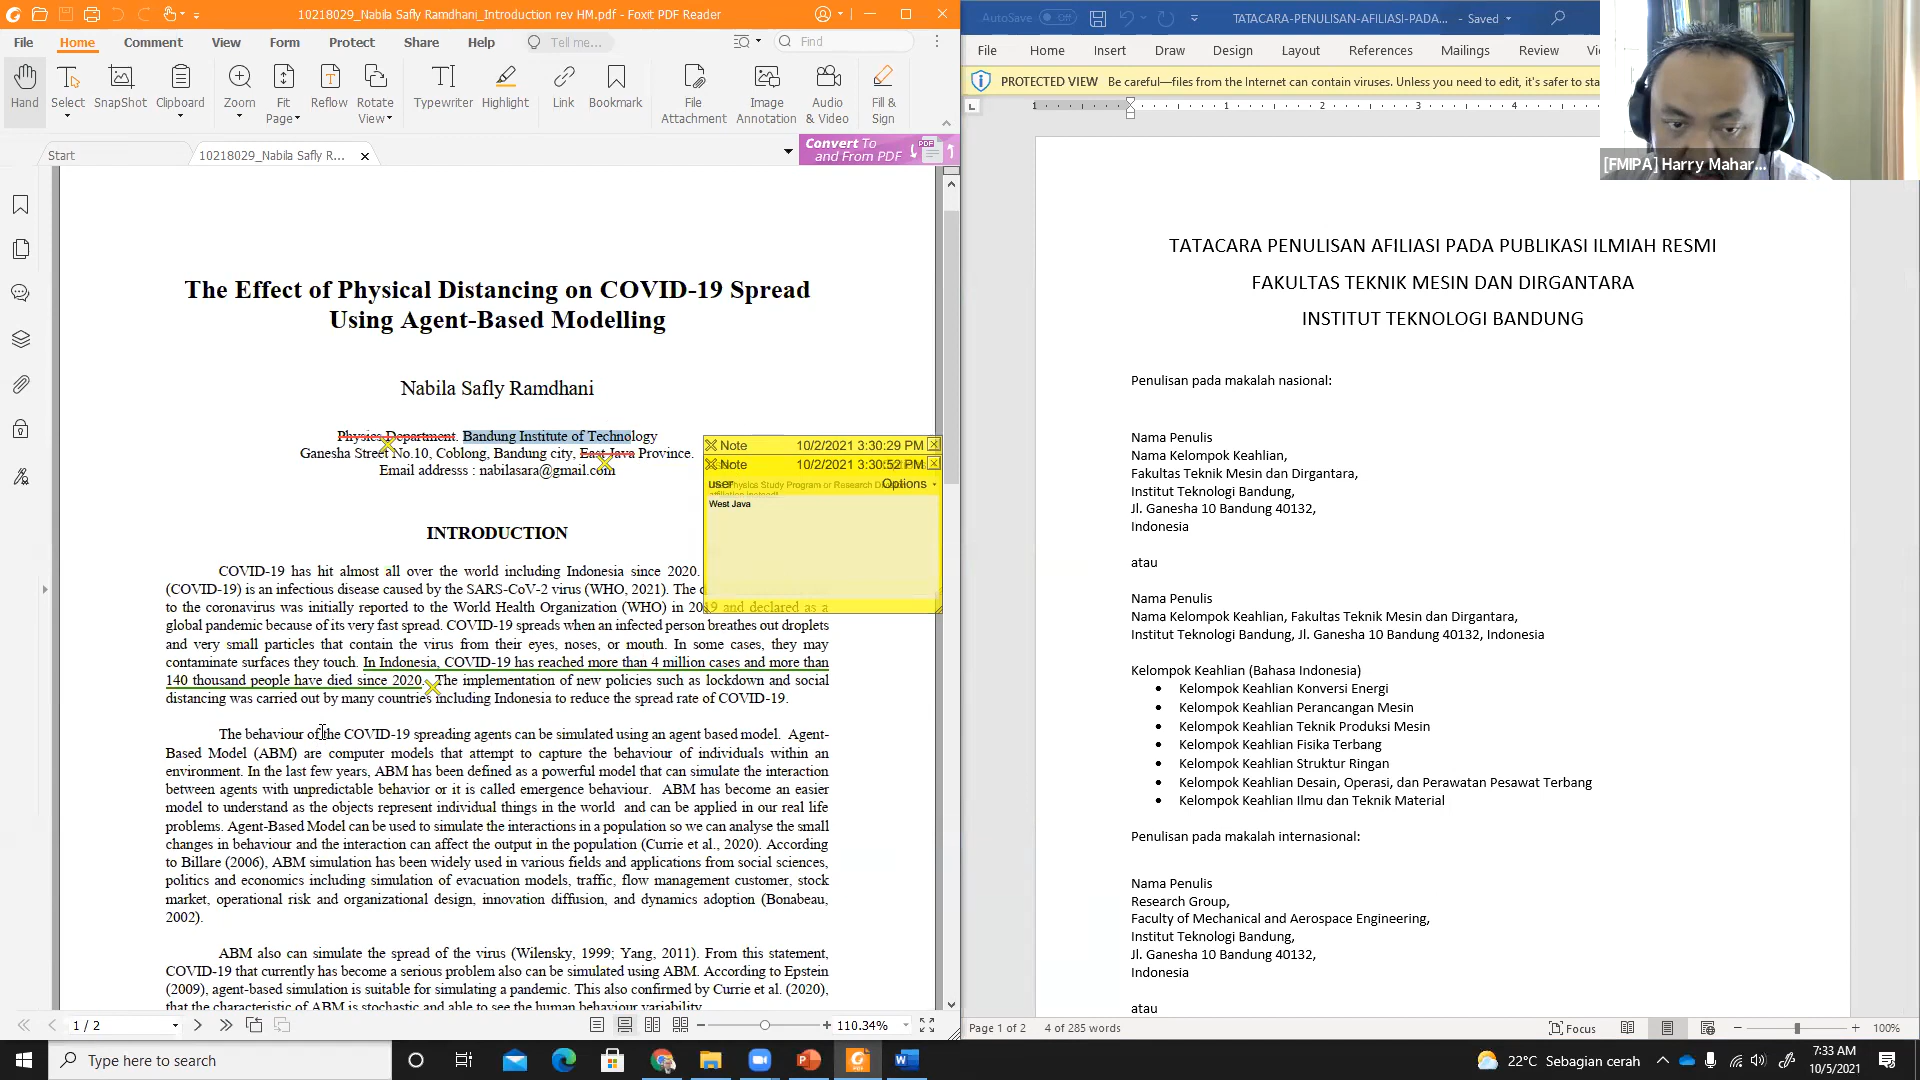 10218029_Nabila Safly Ramdhani_Introduction rev HM.pdf - Foxit PDF Reader
File Home Comment View Form Protect Share Help Tell me... Find
Hand Select SnapShot Clipboard Zoom Fit Page Reflow Rotate View Typewriter Highlight Link Bookmark File Attachment Image Annotation Audio & Video Fill & Sign
Start 10218029_Nabila Safly R... Convert To and From PDF PDF
The Effect of Physical Distancing on COVID-19 Spread
Using Agent-Based Modelling
Nabila Safly Ramdhani
Physics Department. Bandung Institute of Technology
Ganesha Street No.10, Coblong, Bandung city, East Java Province.
Email addresss : nabilasara@gmail.com
Note 10/2/2021 3:30:29 PM
Note 10/2/2021 3:30:52 PM
user Physics Study Program or Research Options
West Java
INTRODUCTION
COVID-19 has hit almost all over the world including Indonesia since 2020.
(COVID-19) is an infectious disease caused by the SARS-CoV-2 virus (WHO, 2021). The
to the coronavirus was initially reported to the World Health Organization (WHO) in 2019 and declared as a
global pandemic because of its very fast spread. COVID-19 spreads when an infected person breathes out droplets
and very small particles that contain the virus from their eyes, noses, or mouth. In some cases, they may
contaminate surfaces they touch. In Indonesia, COVID-19 has reached more than 4 million cases and more than
140 thousand people have died since 2020. The implementation of new policies such as lockdown and social
distancing was carried out by many countries including Indonesia to reduce the spread rate of COVID-19.
The behaviour of the COVID-19 spreading agents can be simulated using an agent based model. Agent-
Based Model (ABM) are computer models that attempt to capture the behaviour of individuals within an
environment. In the last few years, ABM has been defined as a powerful model that can simulate the interaction
between agents with unpredictable behavior or it is called emergence behaviour. ABM has become an easier
model to understand as the objects represent individual things in the world and can be applied in our real life
problems. Agent-Based Model can be used to simulate the interactions in a population so we can analyse the small
changes in behaviour and the interaction can affect the output in the population (Currie et al., 2020). According
to Billare (2006), ABM simulation has been widely used in various fields and applications from social sciences,
politics and economics including simulation of evacuation models, traffic, flow management customer, stock
market, operational risk and organizational design, innovation diffusion, and dynamics adoption (Bonabeau,
2002).
ABM also can simulate the spread of the virus (Wilensky, 1999; Yang, 2011). From this statement,
COVID-19 that currently has become a serious problem also can be simulated using ABM. According to Epstein
(2009), agent-based simulation is suitable for simulating a pandemic. This also confirmed by Currie et al. (2020),
that the characteristic of ABM is stochastic and able to see the human behaviour variability.
1 / 2 110.34%
AutoSave Off TATACARA-PENULISAN-AFILIASI-PADA... - Saved
File Home Insert Draw Design Layout References Mailings Review
PROTECTED VIEW Be careful—files from the Internet can contain viruses. Unless you need to edit, it's safer to sta
1 1 2 3 4
[FMIPA] Harry Mahar...
TATACARA PENULISAN AFILIASI PADA PUBLIKASI ILMIAH RESMI
FAKULTAS TEKNIK MESIN DAN DIRGANTARA
INSTITUT TEKNOLOGI BANDUNG
Penulisan pada makalah nasional:
Nama Penulis
Nama Kelompok Keahlian,
Fakultas Teknik Mesin dan Dirgantara,
Institut Teknologi Bandung,
Jl. Ganesha 10 Bandung 40132,
Indonesia
atau
Nama Penulis
Nama Kelompok Keahlian, Fakultas Teknik Mesin dan Dirgantara,
Institut Teknologi Bandung, Jl. Ganesha 10 Bandung 40132, Indonesia
Kelompok Keahlian (Bahasa Indonesia)
• Kelompok Keahlian Konversi Energi
• Kelompok Keahlian Perancangan Mesin
• Kelompok Keahlian Teknik Produksi Mesin
• Kelompok Keahlian Fisika Terbang
• Kelompok Keahlian Struktur Ringan
• Kelompok Keahlian Desain, Operasi, dan Perawatan Pesawat Terbang
• Kelompok Keahlian Ilmu dan Teknik Material
Penulisan pada makalah internasional:
Nama Penulis
Research Group,
Faculty of Mechanical and Aerospace Engineering,
Institut Teknologi Bandung,
Jl. Ganesha 10 Bandung 40132,
Indonesia
atau
Page 1 of 2 4 of 285 words Focus 100%
Type here to search 22°C Sebagian cerah 7:33 AM
10/5/2021